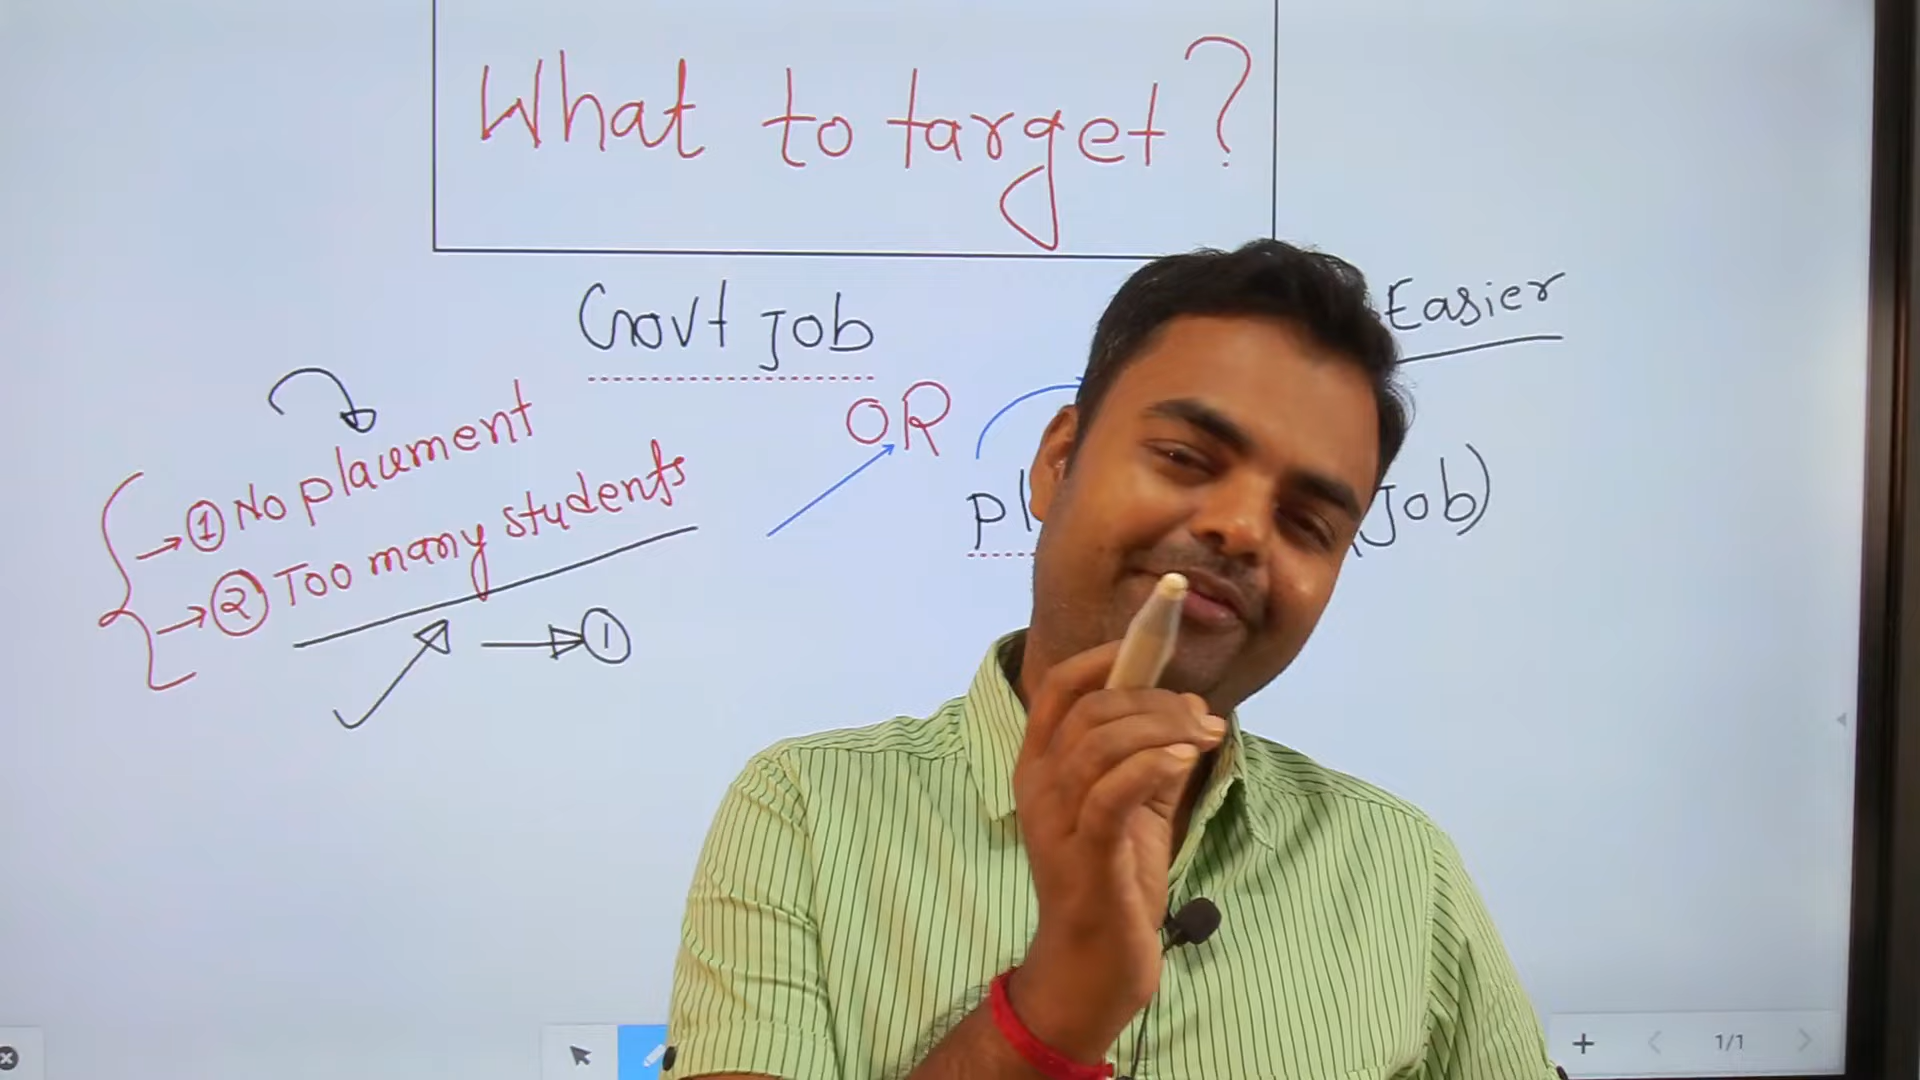 What to target?
Govt Job
Easier
OR
① No placement
② Too many students
→ ①
Job)
1/1